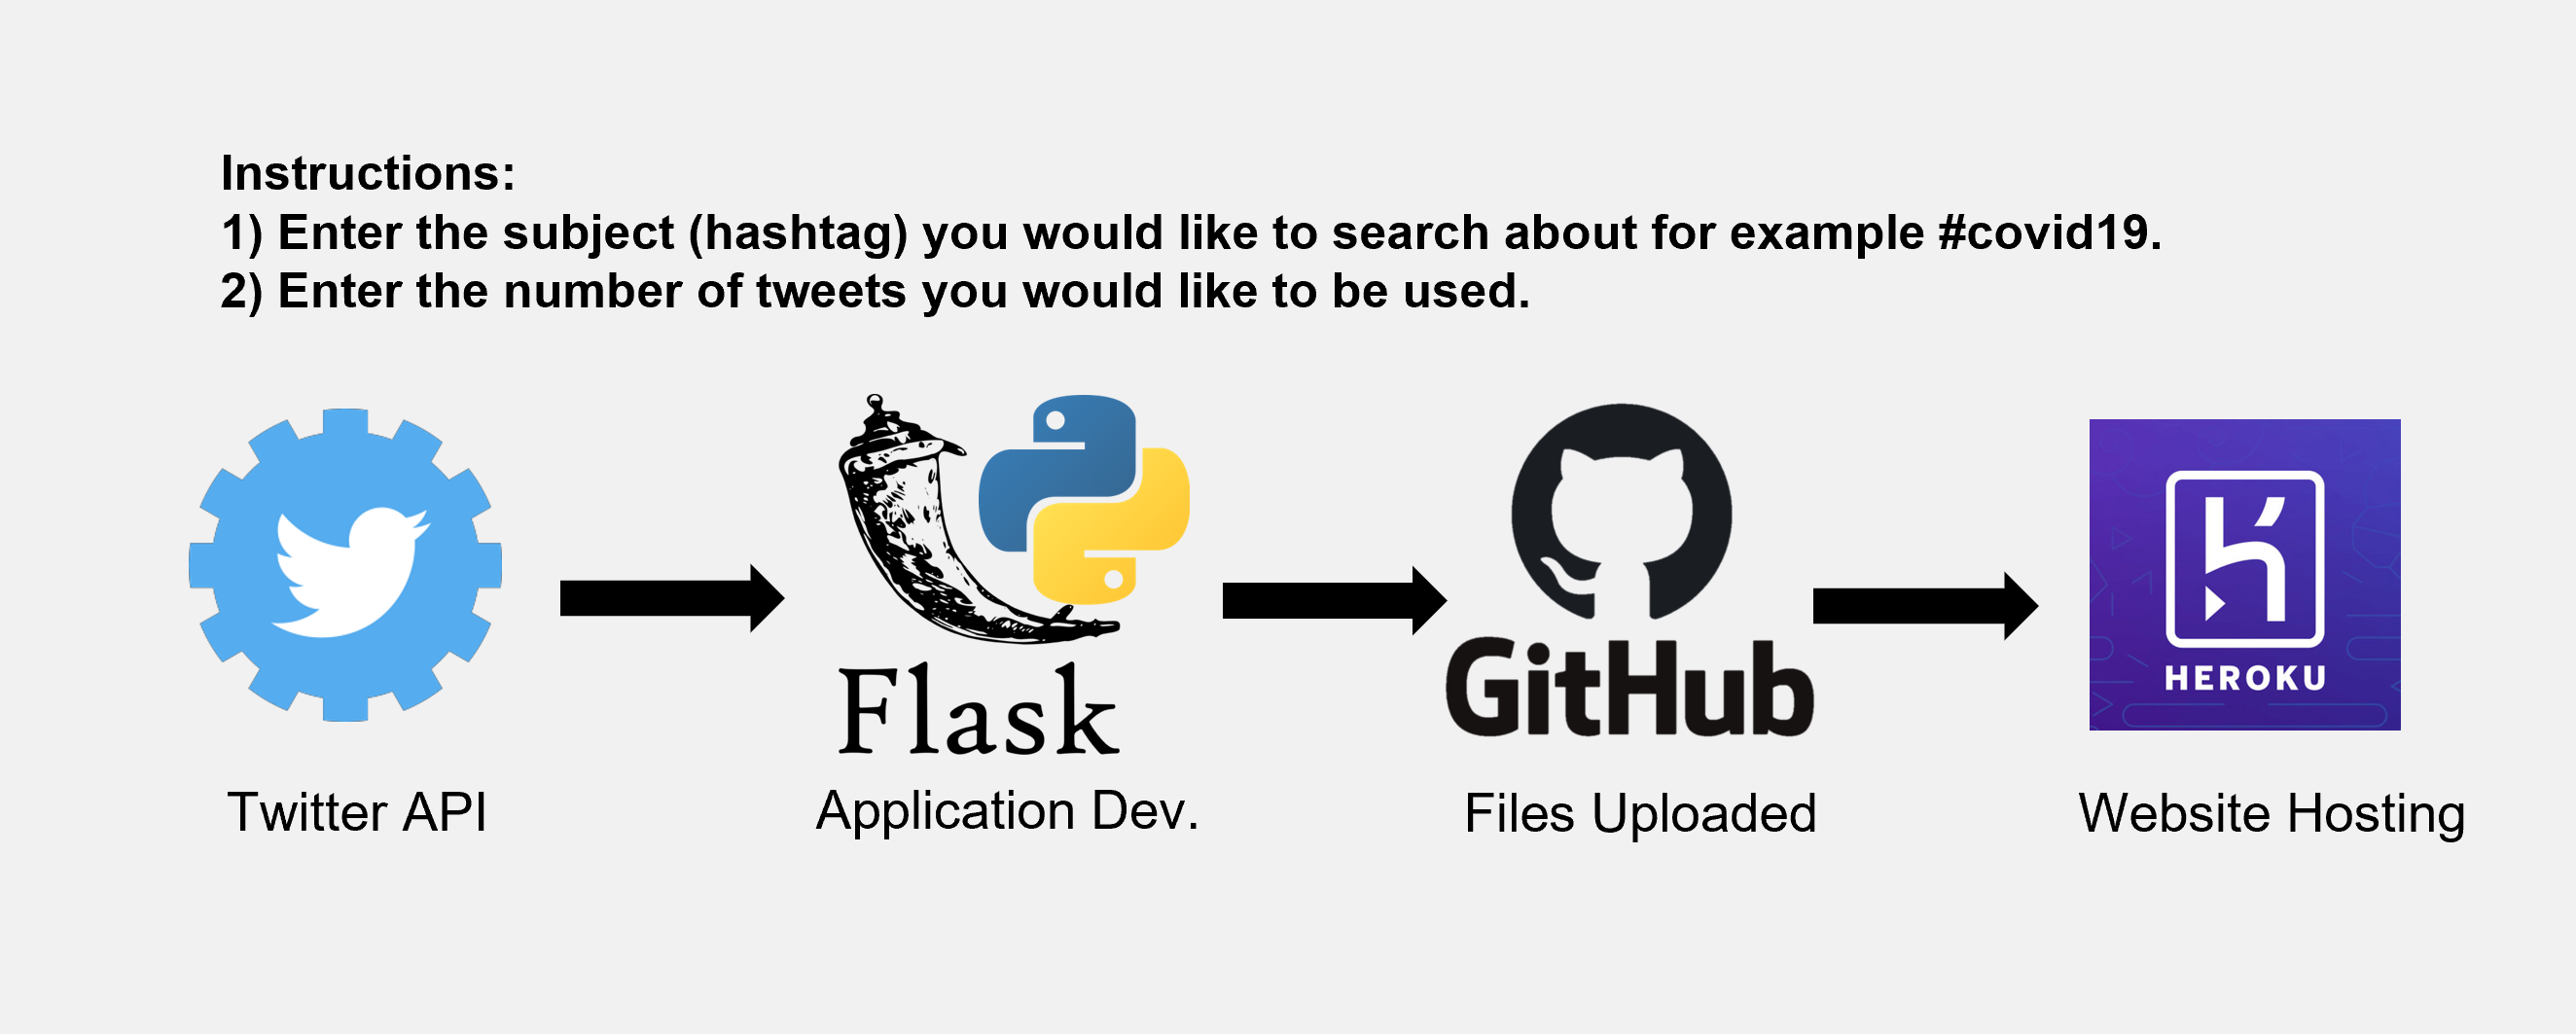 Instructions:
1) Enter the subject (hashtag) you would like to search about for example #covid19.
2) Enter the number of tweets you would like to be used.
Flask
GitHub
HEROKU
Twitter API
Application Dev.
Files Uploaded
Website Hosting